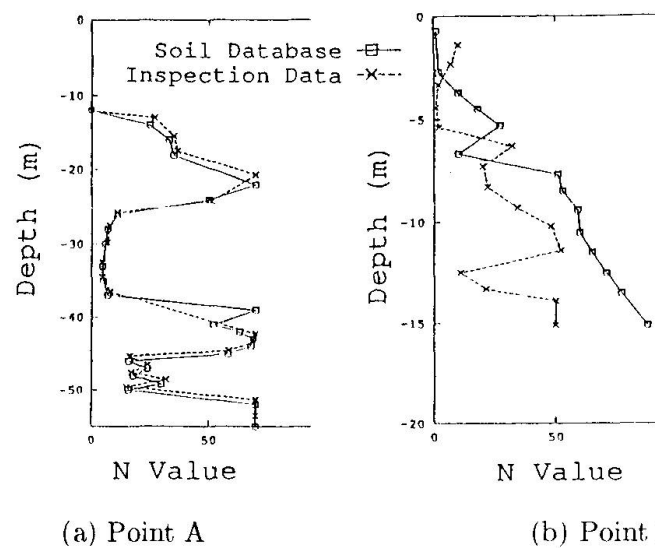 0
-10
-20
-30
-40
-50
0
50
Depth (m)
N Value
Soil Database
Inspection Data
0
-5
-10
-15
-20
0
50
Depth (m)
N Value
(a) Point A
(b) Point